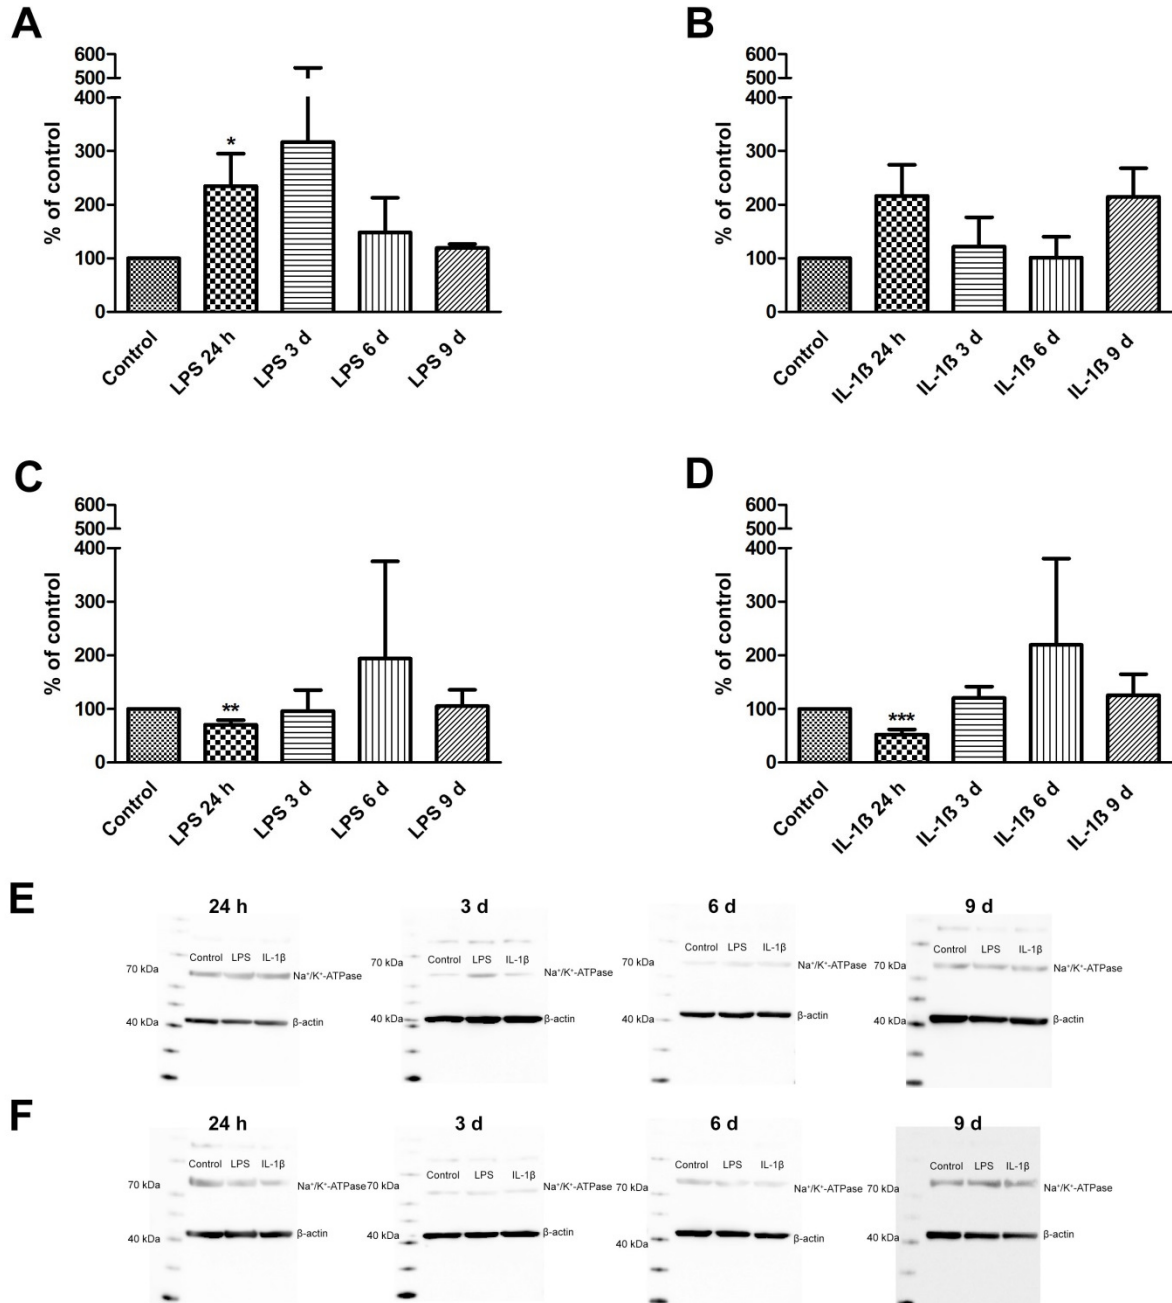 A
% of control
600
500
400
300
200
100
0
*
Control
LPS 24 h
LPS 3 d
LPS 6 d
LPS 9 d
B
% of control
600
500
400
300
200
100
0
Control
IL-1ß 24 h
IL-1ß 3 d
IL-1ß 6 d
IL-1ß 9 d
C
% of control
600
500
400
300
200
100
0
**
Control
LPS 24 h
LPS 3 d
LPS 6 d
LPS 9 d
D
% of control
600
500
400
300
200
100
0
***
Control
IL-1ß 24 h
IL-1ß 3 d
IL-1ß 6 d
IL-1ß 9 d
E
24 h
Control LPS IL-1β
70 kDa
Na⁺/K⁺-ATPase
40 kDa
β-actin
3 d
Control LPS IL-1β
70 kDa
Na⁺/K⁺-ATPase
40 kDa
β-actin
6 d
Control LPS IL-1β
70 kDa
Na⁺/K⁺-ATPase
40 kDa
β-actin
9 d
Control LPS IL-1β
70 kDa
Na⁺/K⁺-ATPase
40 kDa
β-actin
F
24 h
Control LPS IL-1β
70 kDa
Na⁺/K⁺-ATPase
40 kDa
β-actin
3 d
Control LPS IL-1β
70 kDa
Na⁺/K⁺-ATPase
40 kDa
β-actin
6 d
Control LPS IL-1β
70 kDa
Na⁺/K⁺-ATPase
40 kDa
β-actin
9 d
Control LPS IL-1β
70 kDa
Na⁺/K⁺-ATPase
40 kDa
β-actin